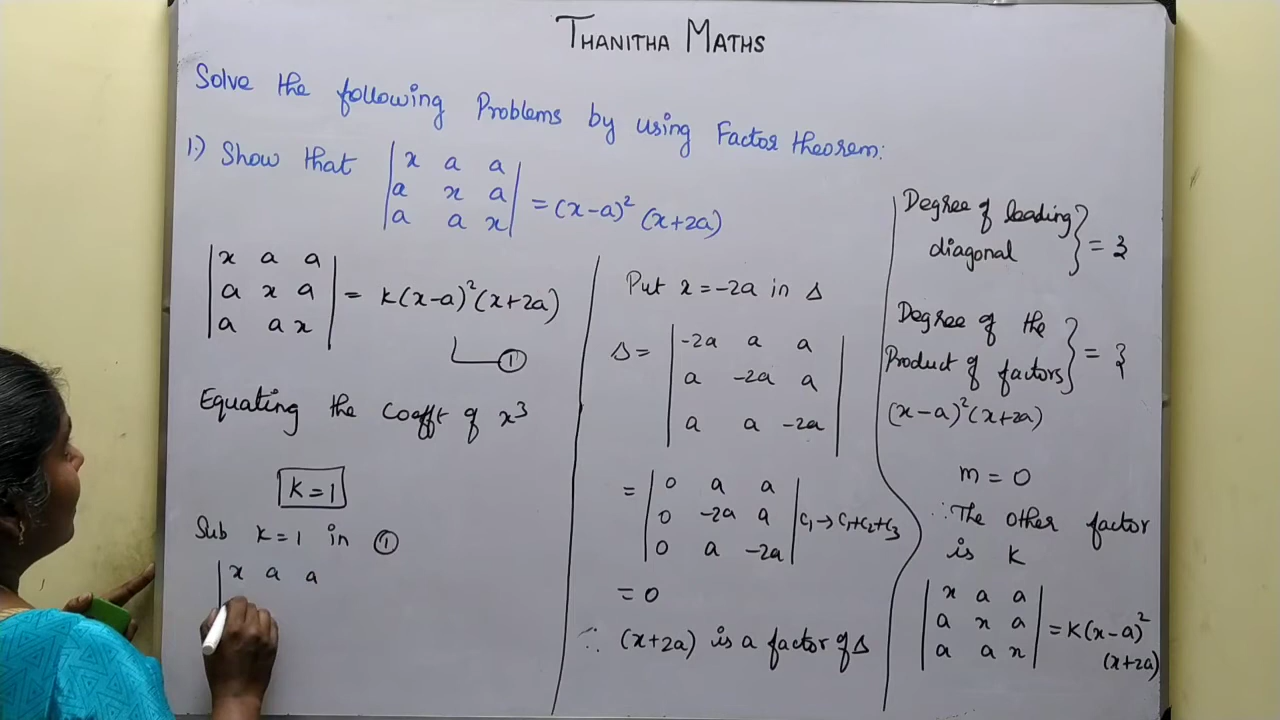 THANITHA MATHS
Solve the following Problems by using Factor theorem:
1.) Show that | x a a |
| a x a | = (x-a)² (x+2a)
| a a x |
| x a a |
| a x a | = K(x-a)²(x+2a)
| a a x |
①
Equating the Coefft of x³
K=1
Sub K=1 in ①
| x a a
Put x=-2a in Δ
Δ = | -2a a a |
| a -2a a |
| a a -2a |
= | 0 a a |
| 0 -2a a | C₁→C₁+C₂+C₃
| 0 a -2a |
= 0
∴ (x+2a) is a factor of Δ
Degree of leading
diagonal } = 3
Degree of the
Product of factors } = 3
(x-a)²(x+2a)
m = 0
∴ The other factor
is K
| x a a |
| a x a | = K(x-a)²
| a a x | (x+2a)